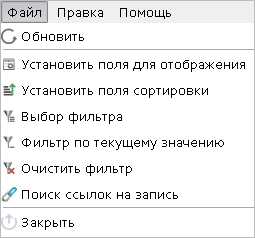 Файл Правка Помощь
Обновить
Установить поля для отображения
Установить поля сортировки
Выбор фильтра
Фильтр по текущему значению
Очистить фильтр
Поиск ссылок на запись
Закрыть